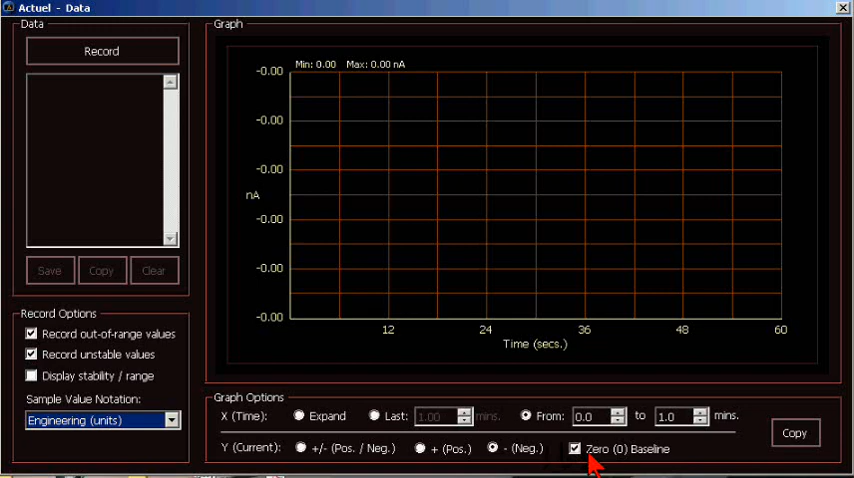 Actuel - Data
Data
Record
Save Copy Clear
Record Options
Record out-of-range values
Record unstable values
Display stability / range
Sample Value Notation:
Engineering (units)
Graph
Min: 0.00 Max: 0.00 nA
-0.00
-0.00
-0.00
nA
-0.00
-0.00
-0.00
12 24 36 48 60
Time (secs.)
Graph Options
X (Time): Expand Last: 1.00 mins. From: 0.0 to 1.0 mins.
Y (Current): +/- (Pos. / Neg.) + (Pos.) - (Neg.) Zero (0) Baseline
Copy